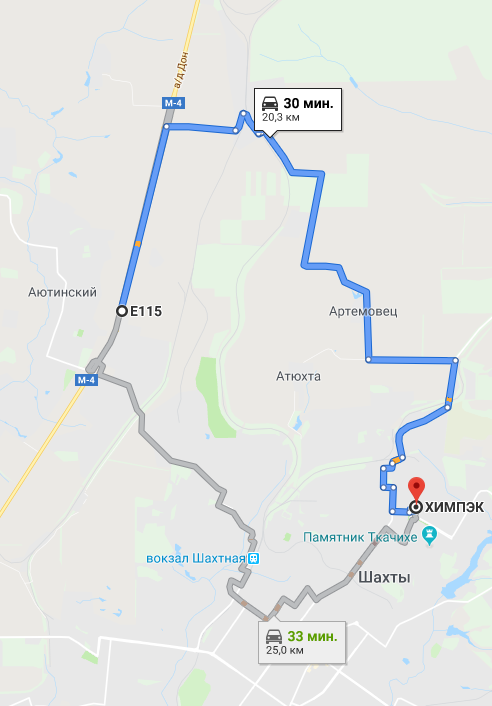 а/д Дон
М-4
30 мин.
20,3 км
Аютинский
E115
Артемовец
М-4
Атюхта
ХИМПЭК
Памятник Ткачихе
вокзал Шахтная
Шахты
33 мин.
25,0 км